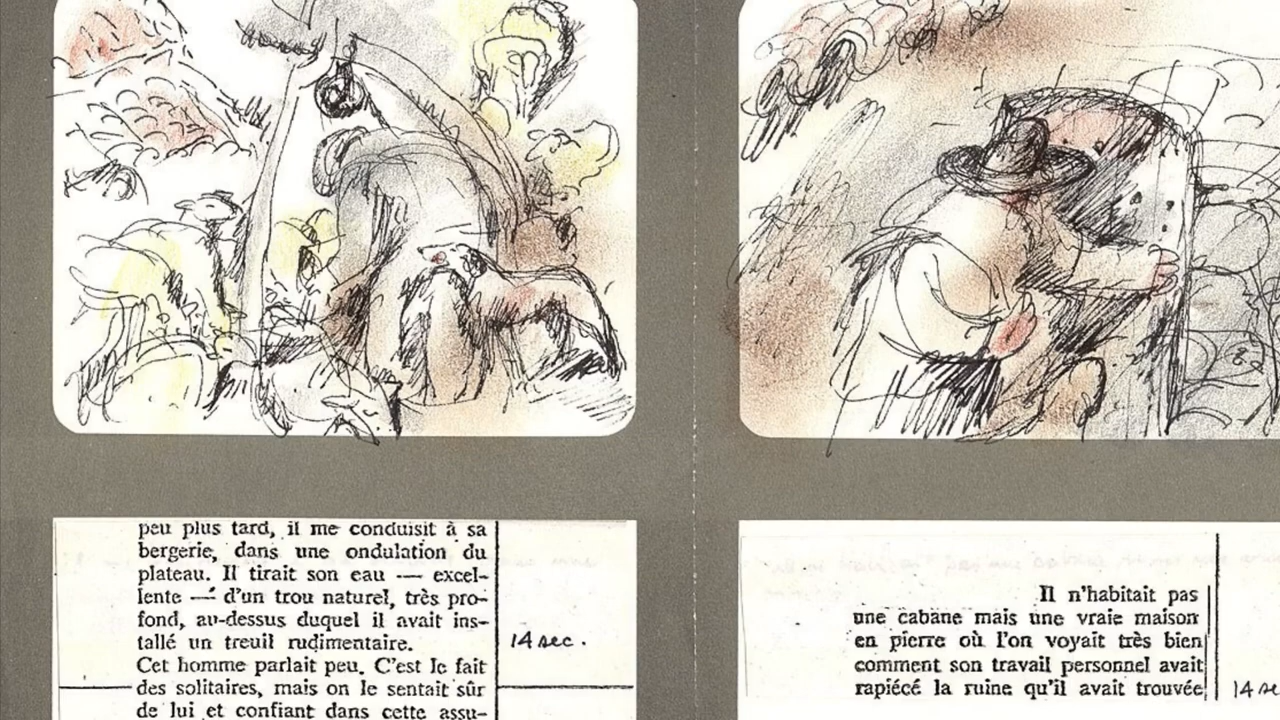 peu plus tard, il me conduisit à sa
bergerie, dans une ondulation du
plateau. Il tirait son eau — excel-
lente — d'un trou naturel, très pro-
fond, au-dessus duquel il avait ins-
tallé un treuil rudimentaire.
14 sec.
Cet homme parlait peu. C'est le fait
des solitaires, mais on le sentait sûr
de lui et confiant dans cette assu-
Il n'habitait pas
une cabane mais une vraie maison
en pierre où l'on voyait très bien
comment son travail personnel avait
rapiécé la ruine qu'il avait trouvée
14 se